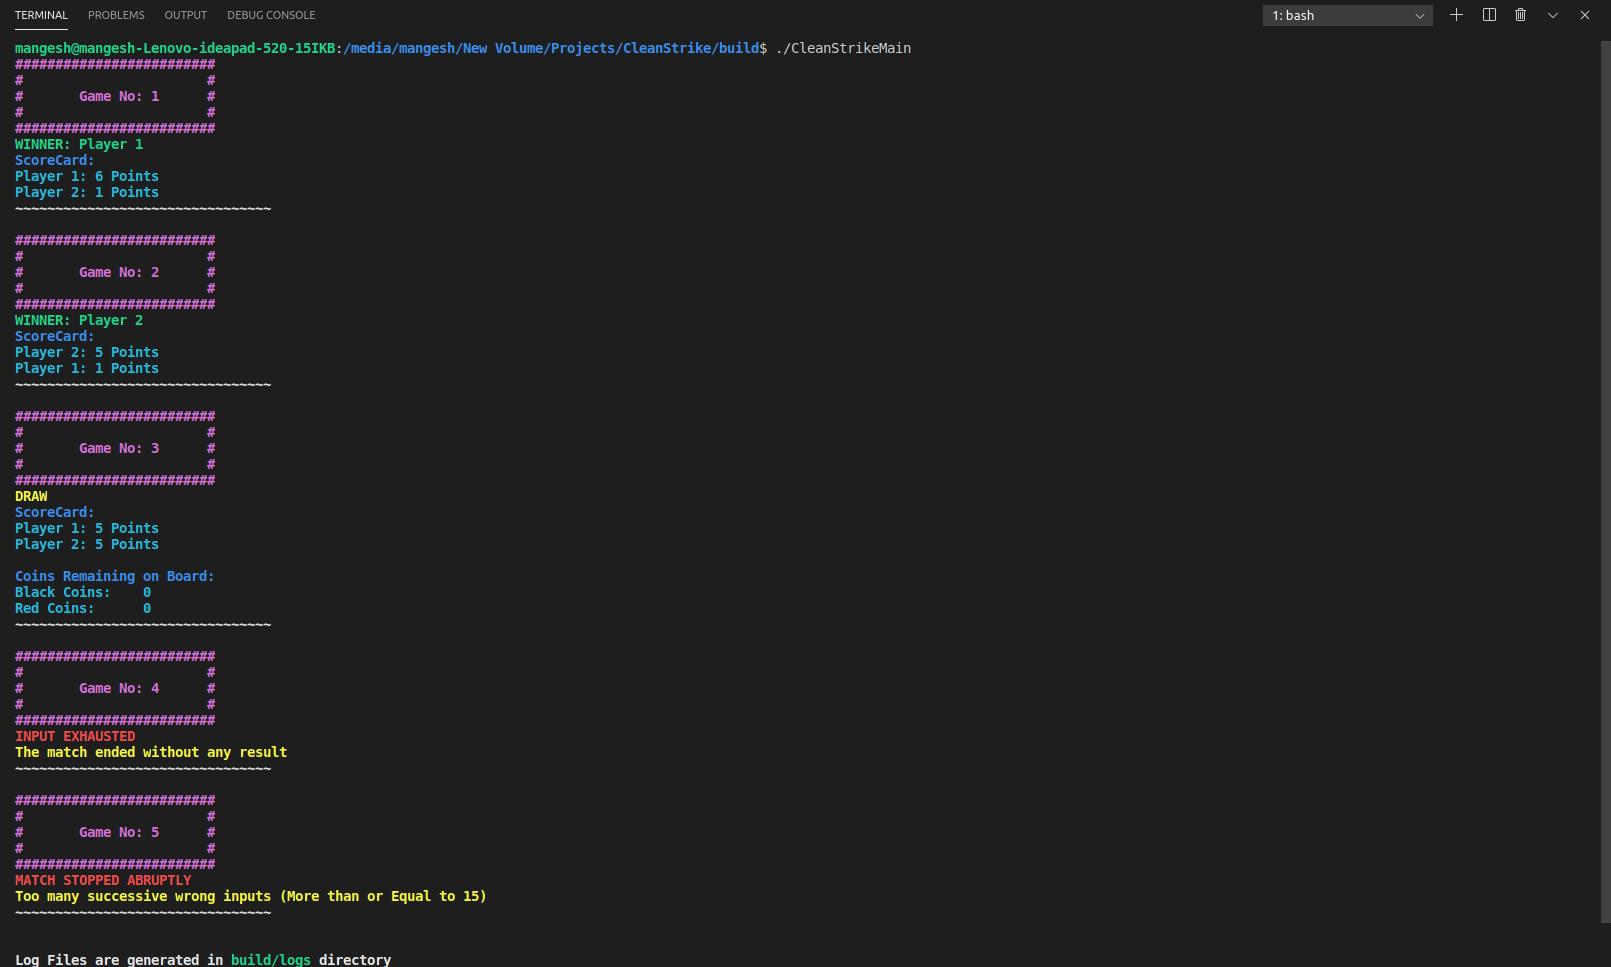 TERMINAL PROBLEMS OUTPUT DEBUG CONSOLE 1: bash
mangesh@mangesh-Lenovo-ideapad-520-15IKB:/media/mangesh/New Volume/Projects/CleanStrike/build$ ./CleanStrikeMain
#########################
#                       #
#       Game No: 1      #
#                       #
#########################
WINNER: Player 1
ScoreCard:
Player 1: 6 Points
Player 2: 1 Points
~~~~~~~~~~~~~~~~~~~~~~~~~~~~~~~~
#########################
#                       #
#       Game No: 2      #
#                       #
#########################
WINNER: Player 2
ScoreCard:
Player 2: 5 Points
Player 1: 1 Points
~~~~~~~~~~~~~~~~~~~~~~~~~~~~~~~~
#########################
#                       #
#       Game No: 3      #
#                       #
#########################
DRAW
ScoreCard:
Player 1: 5 Points
Player 2: 5 Points
Coins Remaining on Board:
Black Coins:    0
Red Coins:      0
~~~~~~~~~~~~~~~~~~~~~~~~~~~~~~~~
#########################
#                       #
#       Game No: 4      #
#                       #
#########################
INPUT EXHAUSTED
The match ended without any result
~~~~~~~~~~~~~~~~~~~~~~~~~~~~~~~~
#########################
#                       #
#       Game No: 5      #
#                       #
#########################
MATCH STOPPED ABRUPTLY
Too many successive wrong inputs (More than or Equal to 15)
~~~~~~~~~~~~~~~~~~~~~~~~~~~~~~~~
Log Files are generated in build/logs directory